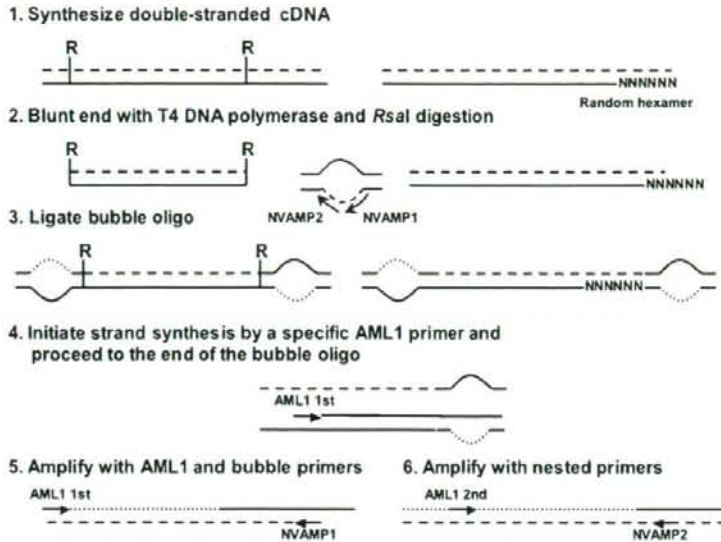 1. Synthesize double-stranded cDNA
R R
NNNNNN
Random hexamer
2. Blunt end with T4 DNA polymerase and RsaI digestion
R R
NNNNNN
NVAMP2 NVAMP1
3. Ligate bubble oligo
R R
NNNNNN
4. Initiate strand synthesis by a specific AML1 primer and
proceed to the end of the bubble oligo
AML1 1st
5. Amplify with AML1 and bubble primers
AML1 1st
NVAMP1
6. Amplify with nested primers
AML1 2nd
NVAMP2